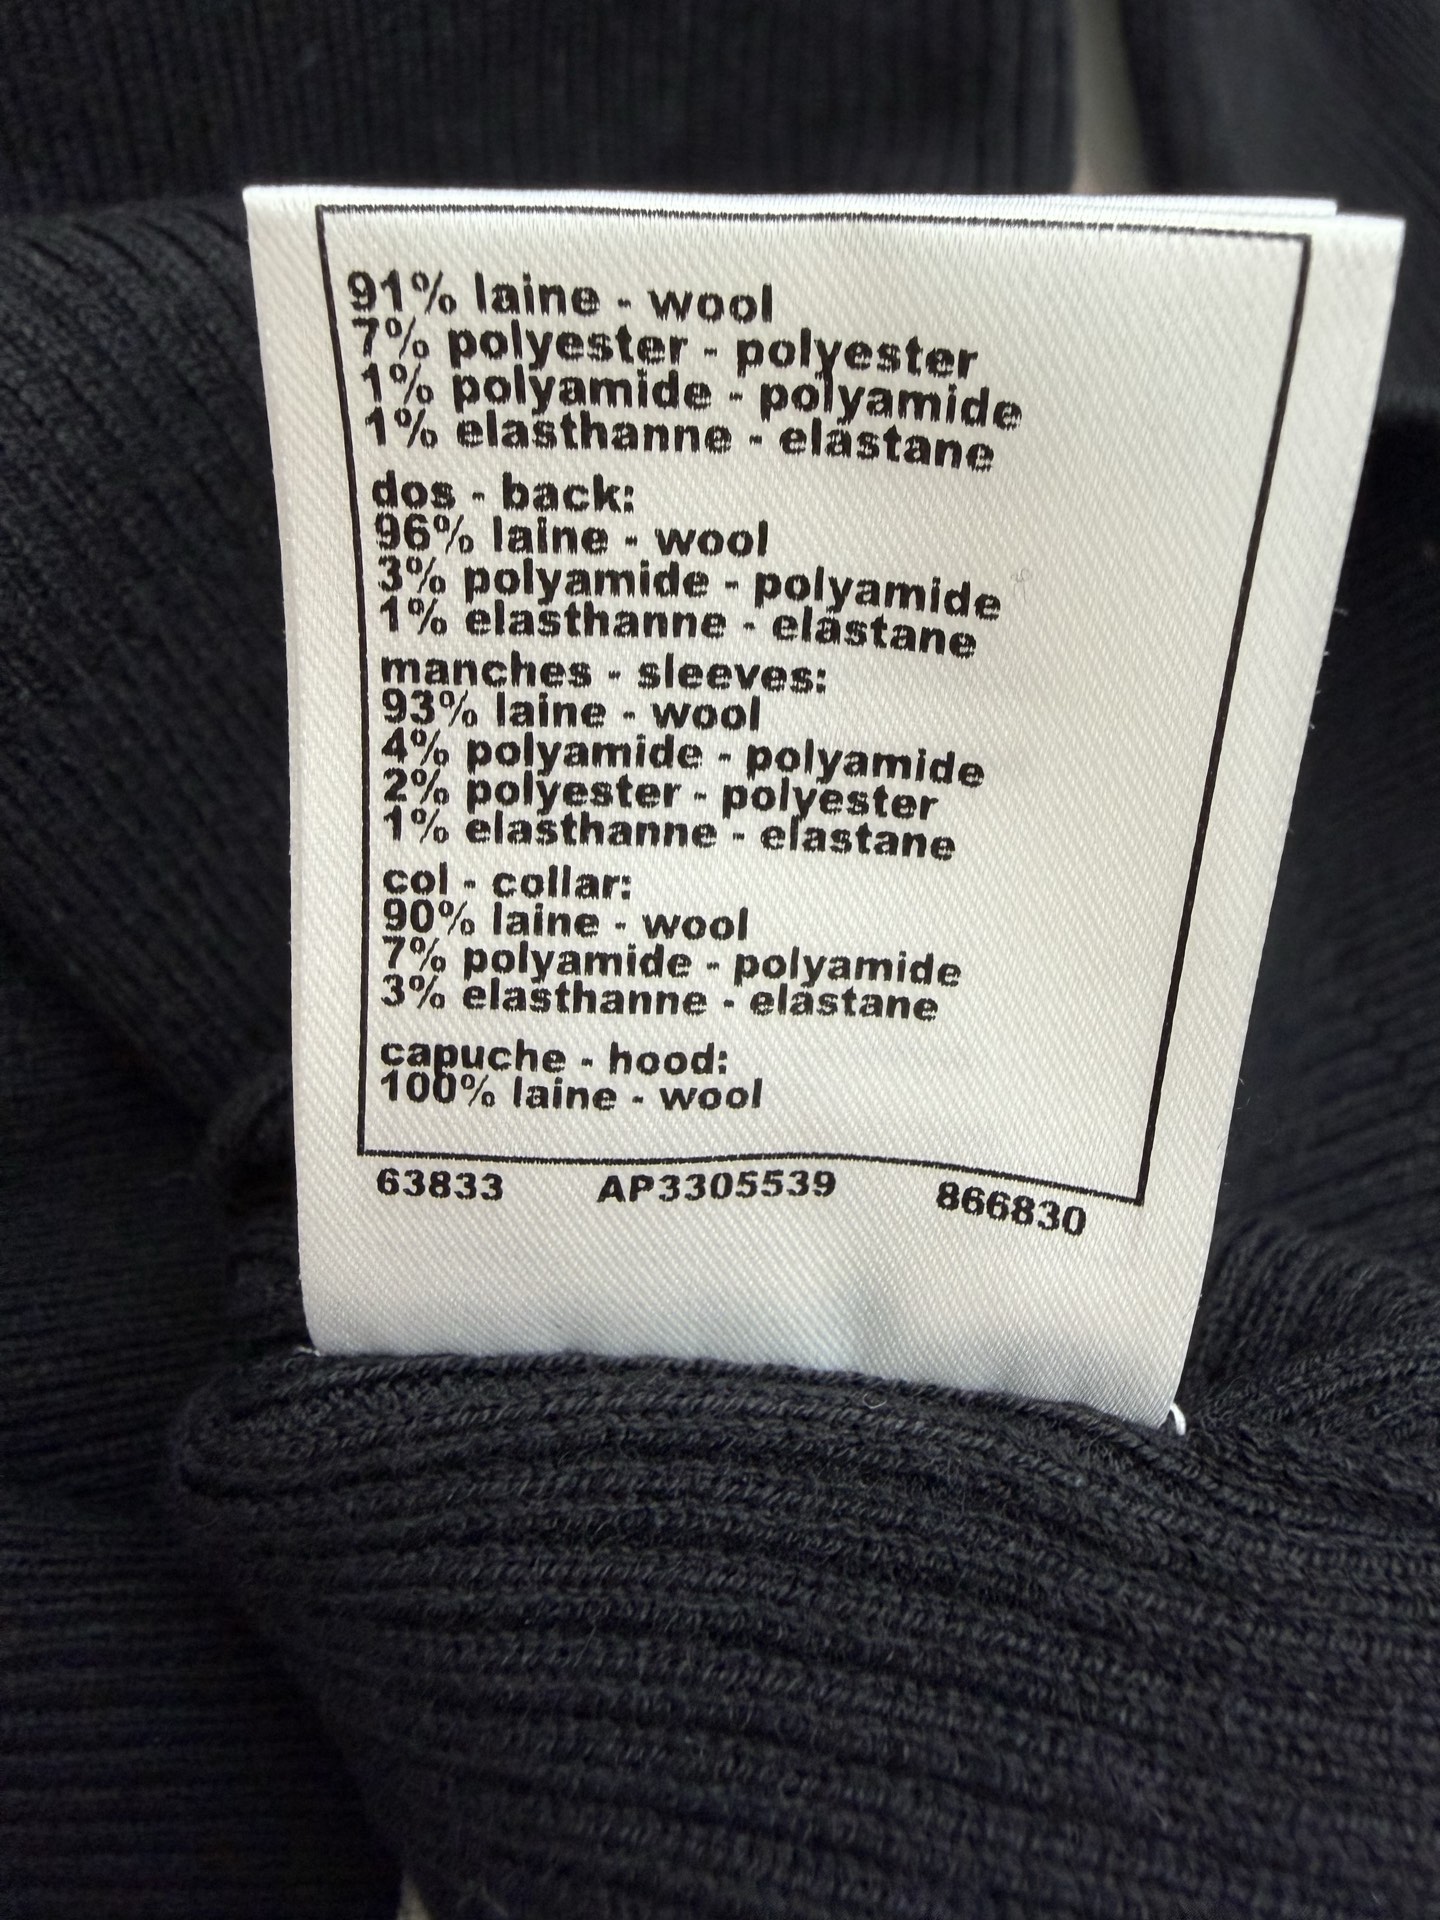 91% laine - wool
7% polyester - polyester
1% polyamide - polyamide
1% elasthanne - elastane
dos - back:
96% laine - wool
3% polyamide - polyamide
1% elasthanne - elastane
manches - sleeves:
93% laine - wool
4% polyamide - polyamide
2% polyester - polyester
1% elasthanne - elastane
col - collar:
90% laine - wool
7% polyamide - polyamide
3% elasthanne - elastane
capuche - hood:
100% laine - wool
63833 AP3305539 866830